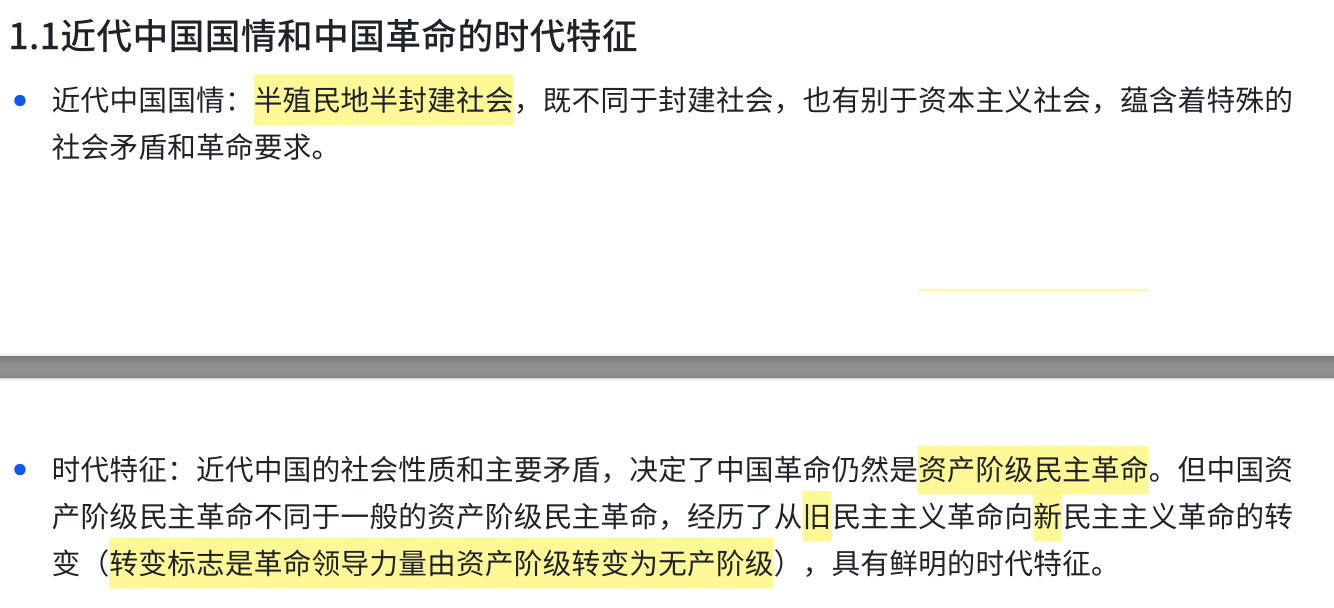 1.1近代中国国情和中国革命的时代特征
近代中国国情：半殖民地半封建社会，既不同于封建社会，也有别于资本主义社会，蕴含着特殊的
社会矛盾和革命要求。
时代特征：近代中国的社会性质和主要矛盾，决定了中国革命仍然是资产阶级民主革命。但中国资
产阶级民主革命不同于一般的资产阶级民主革命，经历了从旧民主主义革命向新民主主义革命的转
变（转变标志是革命领导力量由资产阶级转变为无产阶级），具有鲜明的时代特征。